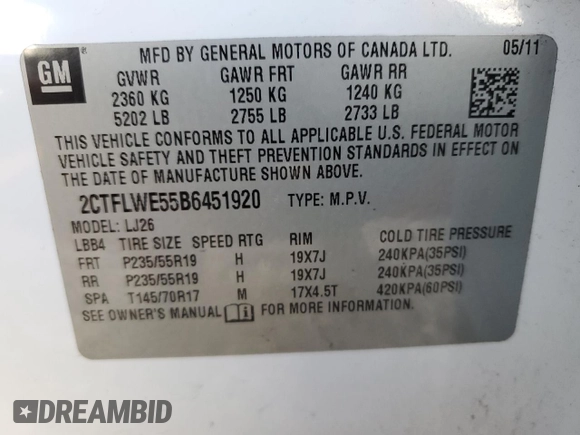 GM
MFD BY GENERAL MOTORS OF CANADA LTD. 05/11
GVWR GAWR FRT GAWR RR
2360 KG 1250 KG 1240 KG
5202 LB 2755 LB 2733 LB
THIS VEHICLE CONFORMS TO ALL APPLICABLE U.S. FEDERAL MOTOR
VEHICLE SAFETY AND THEFT PREVENTION STANDARDS IN EFFECT ON
THE DATE OF MANUFACTURE SHOWN ABOVE.
2CTFLWE55B6451920 TYPE: M.P.V.
MODEL: LJ26
LBB4 TIRE SIZE SPEED RTG RIM COLD TIRE PRESSURE
FRT P235/55R19 H 19X7J 240KPA(35PSI)
RR P235/55R19 H 19X7J 240KPA(35PSI)
SPA T145/70R17 M 17X4.5T 420KPA(60PSI)
SEE OWNER'S MANUAL FOR MORE INFORMATION.
DREAMBID